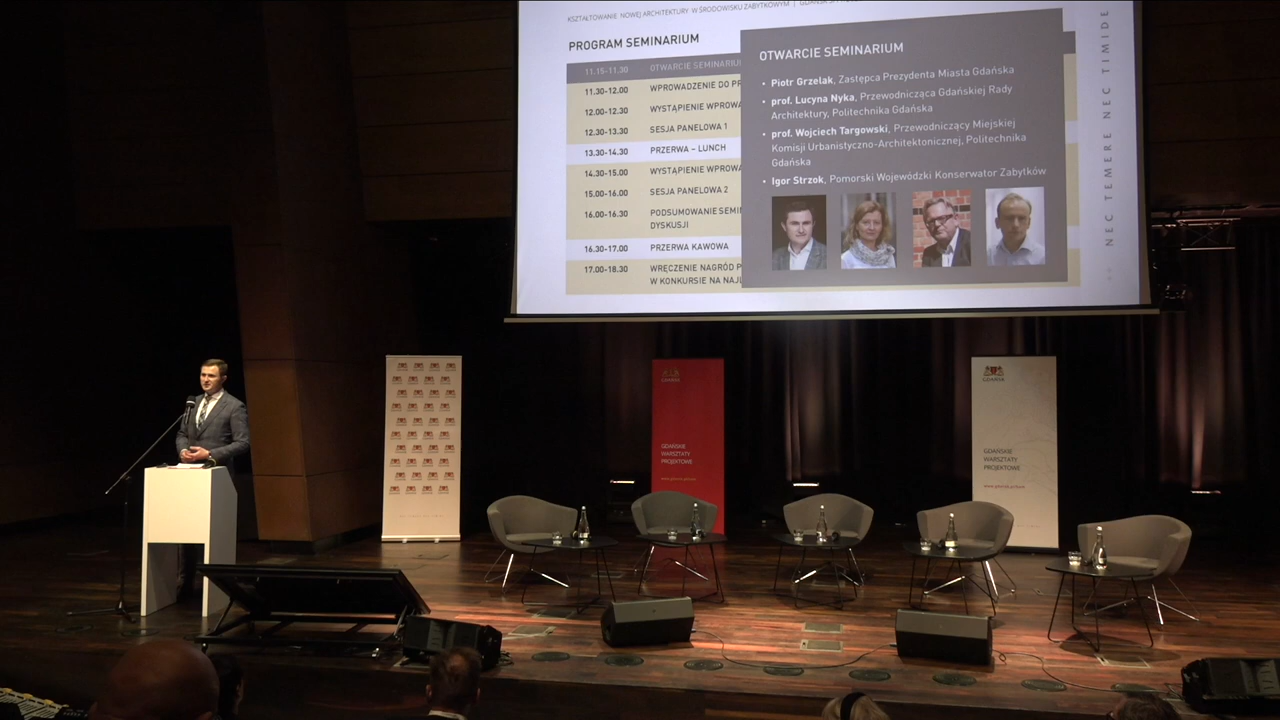 KSZTAŁTOWANIE NOWEJ ARCHITEKTURY W ŚRODOWISKU ZABYTKOWYM |
PROGRAM SEMINARIUM
11.15-11.30 OTWARCIE SEMINARIUM
11.30-12.00 WPROWADZENIE DO PR
12.00-12.30 WYSTĄPIENIE WPROWA
12.30-13.30 SESJA PANELOWA 1
13.30-14.30 PRZERWA – LUNCH
14.30-15.00 WYSTĄPIENIE WPROWA
15.00-16.00 SESJA PANELOWA 2
16.00-16.30 PODSUMOWANIE SEMI
DYSKUSJI
16.30-17.00 PRZERWA KAWOWA
17.00-18.30 WRĘCZENIE NAGRÓD P
W KONKURSIE NA NAJL
OTWARCIE SEMINARIUM
• Piotr Grzelak, Zastępca Prezydenta Miasta Gdańska
• prof. Lucyna Nyka, Przewodnicząca Gdańskiej Rady
Architektury, Politechnika Gdańska
• prof. Wojciech Targowski, Przewodniczący Miejskiej
Komisji Urbanistyczno-Architektonicznej, Politechnika
Gdańska
• Igor Strzok, Pomorski Wojewódzki Konserwator Zabytków
NEC TEMERE NEC TIMIDE
GDAŃSK
GDAŃSKIE
WARSZTATY
PROJEKTOWE
GDAŃSK
GDAŃSKIE
WARSZTATY
PROJEKTOWE